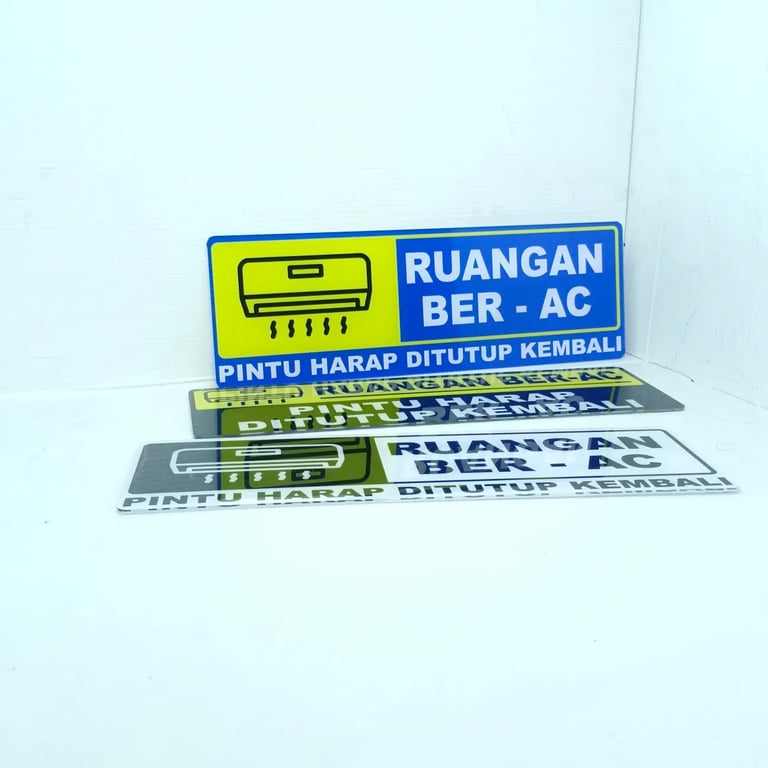 RUANGAN
BER - AC
PINTU HARAP DITUTUP KEMBALI
RUANGAN BER-AC
PINTU HARAP
DITUTUP KEMBALI
RUANGAN
BER - AC
PINTU HARAP DITUTUP KEMBALI